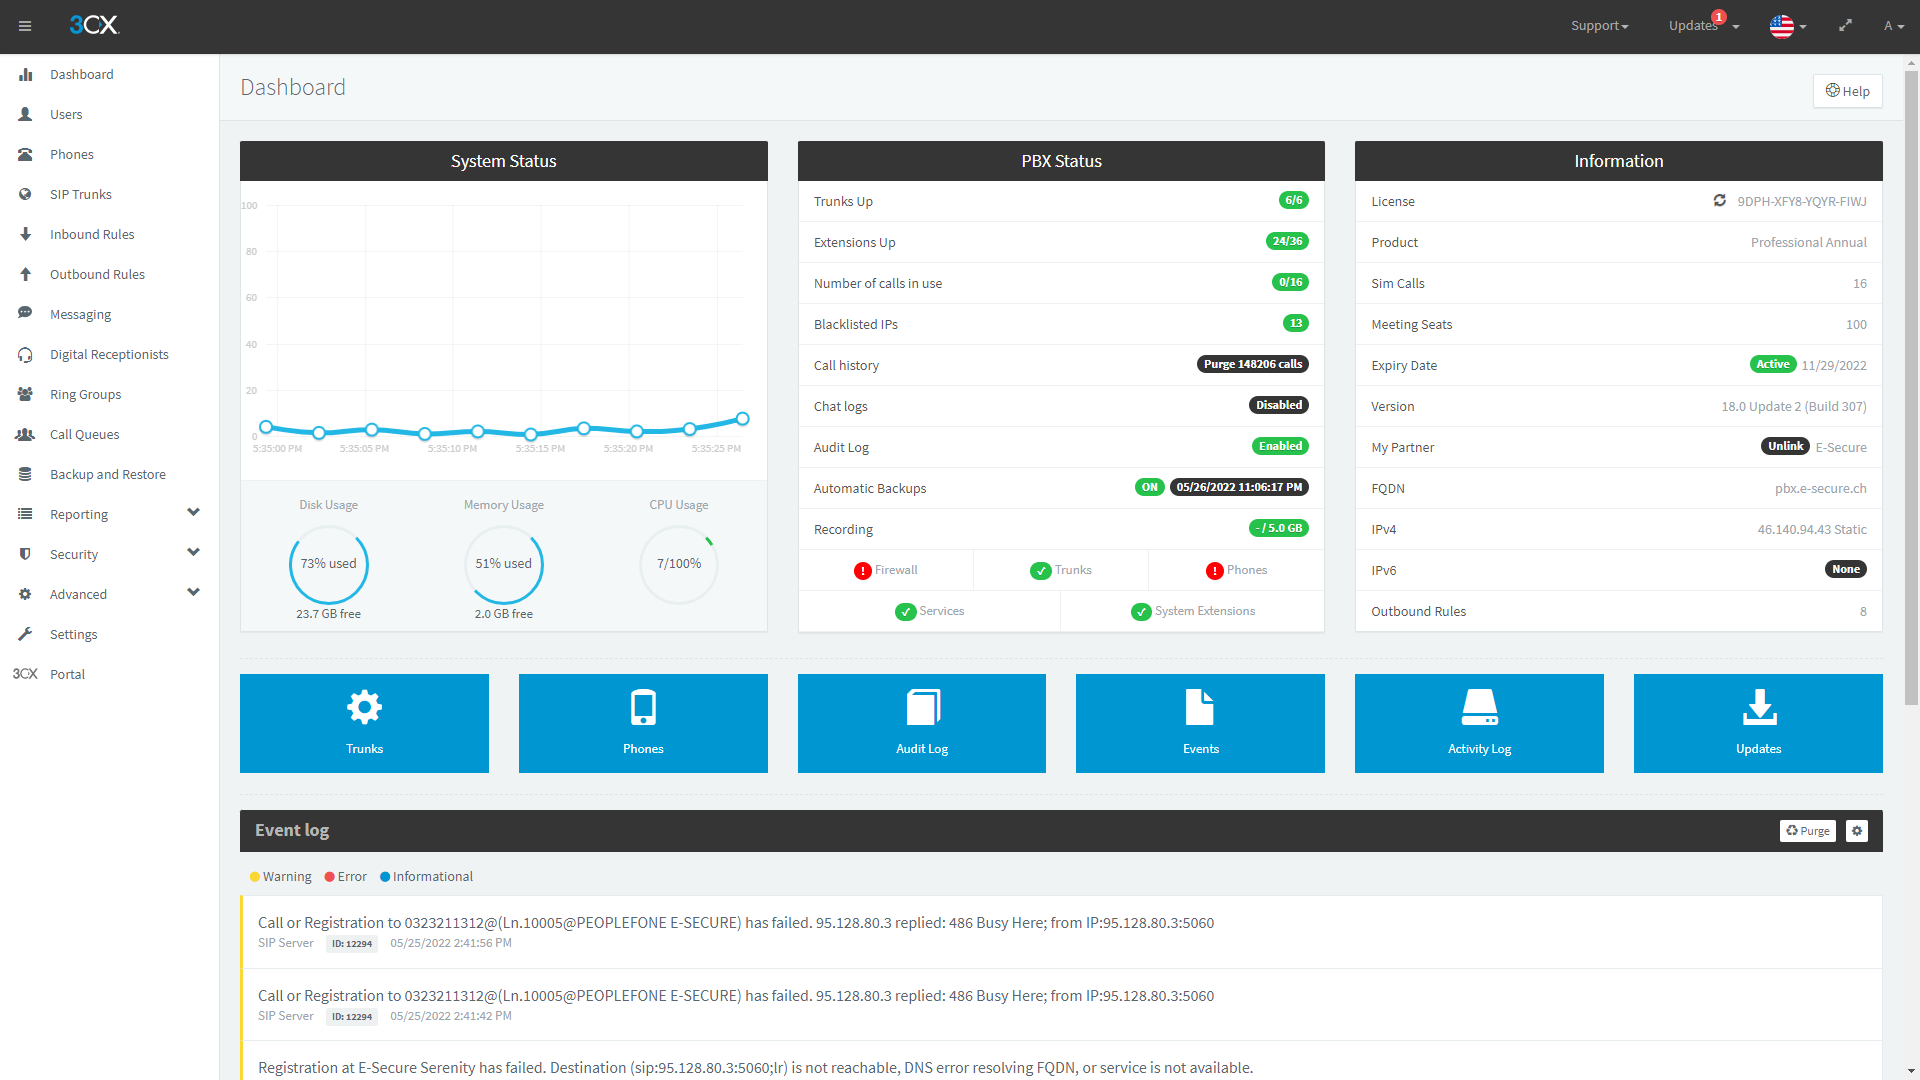 3CX
Support
Updates 1
A
Dashboard
Users
Phones
SIP Trunks
Inbound Rules
Outbound Rules
Messaging
Digital Receptionists
Ring Groups
Call Queues
Backup and Restore
Reporting
Security
Advanced
Settings
3CX Portal
Dashboard
Help
System Status
100
80
60
40
20
0
5:35:00 PM 5:35:05 PM 5:35:10 PM 5:35:15 PM 5:35:20 PM 5:35:25 PM
Disk Usage Memory Usage CPU Usage
73% used 51% used 7/100%
23.7 GB free 2.0 GB free
PBX Status
Trunks Up 6/6
Extensions Up 24/36
Number of calls in use 0/16
Blacklisted IPs 13
Call history Purge 148206 calls
Chat logs Disabled
Audit Log Enabled
Automatic Backups ON 05/26/2022 11:06:17 PM
Recording - / 5.0 GB
Firewall Trunks Phones
Services System Extensions
Information
License 9DPH-XFY8-YQYR-FIWJ
Product Professional Annual
Sim Calls 16
Meeting Seats 100
Expiry Date Active 11/29/2022
Version 18.0 Update 2 (Build 307)
My Partner Unlink E-Secure
FQDN pbx.e-secure.ch
IPv4 46.140.94.43 Static
IPv6 None
Outbound Rules 8
Trunks Phones Audit Log Events Activity Log Updates
Event log Purge
Warning Error Informational
Call or Registration to 0323211312@(Ln.10005@PEOPLEFONE E-SECURE) has failed. 95.128.80.3 replied: 486 Busy Here; from IP:95.128.80.3:5060
SIP Server ID: 12294 05/25/2022 2:41:56 PM
Call or Registration to 0323211312@(Ln.10005@PEOPLEFONE E-SECURE) has failed. 95.128.80.3 replied: 486 Busy Here; from IP:95.128.80.3:5060
SIP Server ID: 12294 05/25/2022 2:41:42 PM
Registration at E-Secure Serenity has failed. Destination (sip:95.128.80.3:5060;lr) is not reachable, DNS error resolving FQDN, or service is not available.